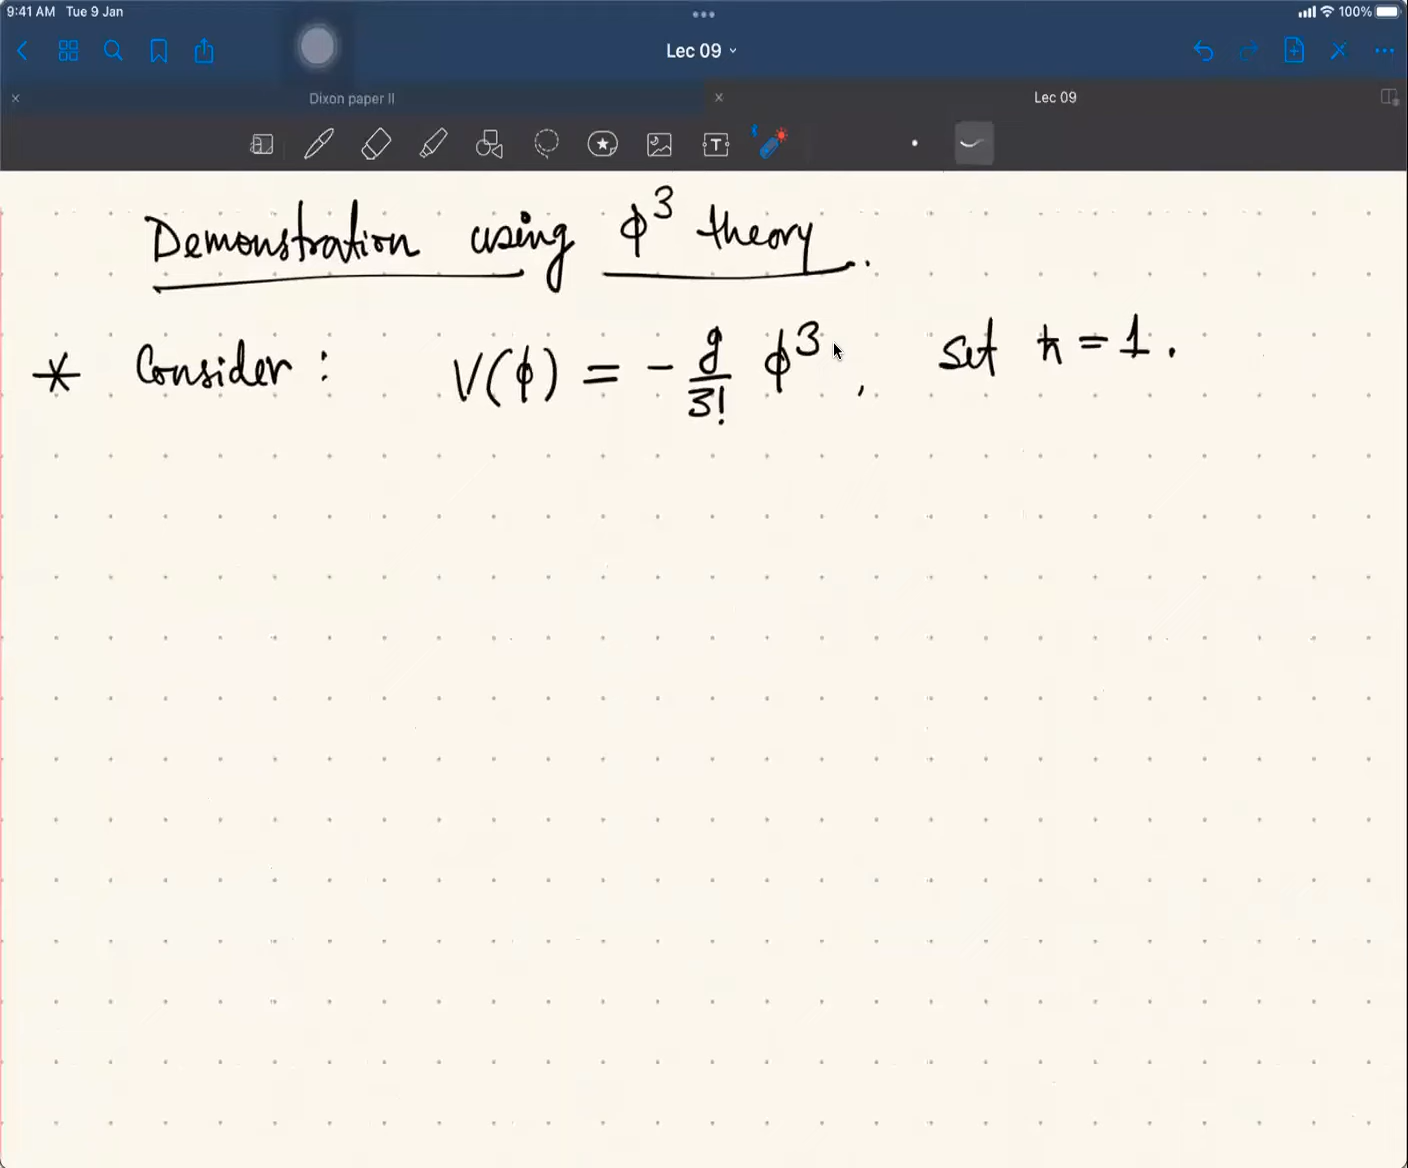 9:41 AM Tue 9 Jan
100%
Lec 09
Dixon paper II
Lec 09
Demonstration using ϕ³ theory.
* Consider : V(ϕ) = - g/3! ϕ³ , set ħ = 1 .